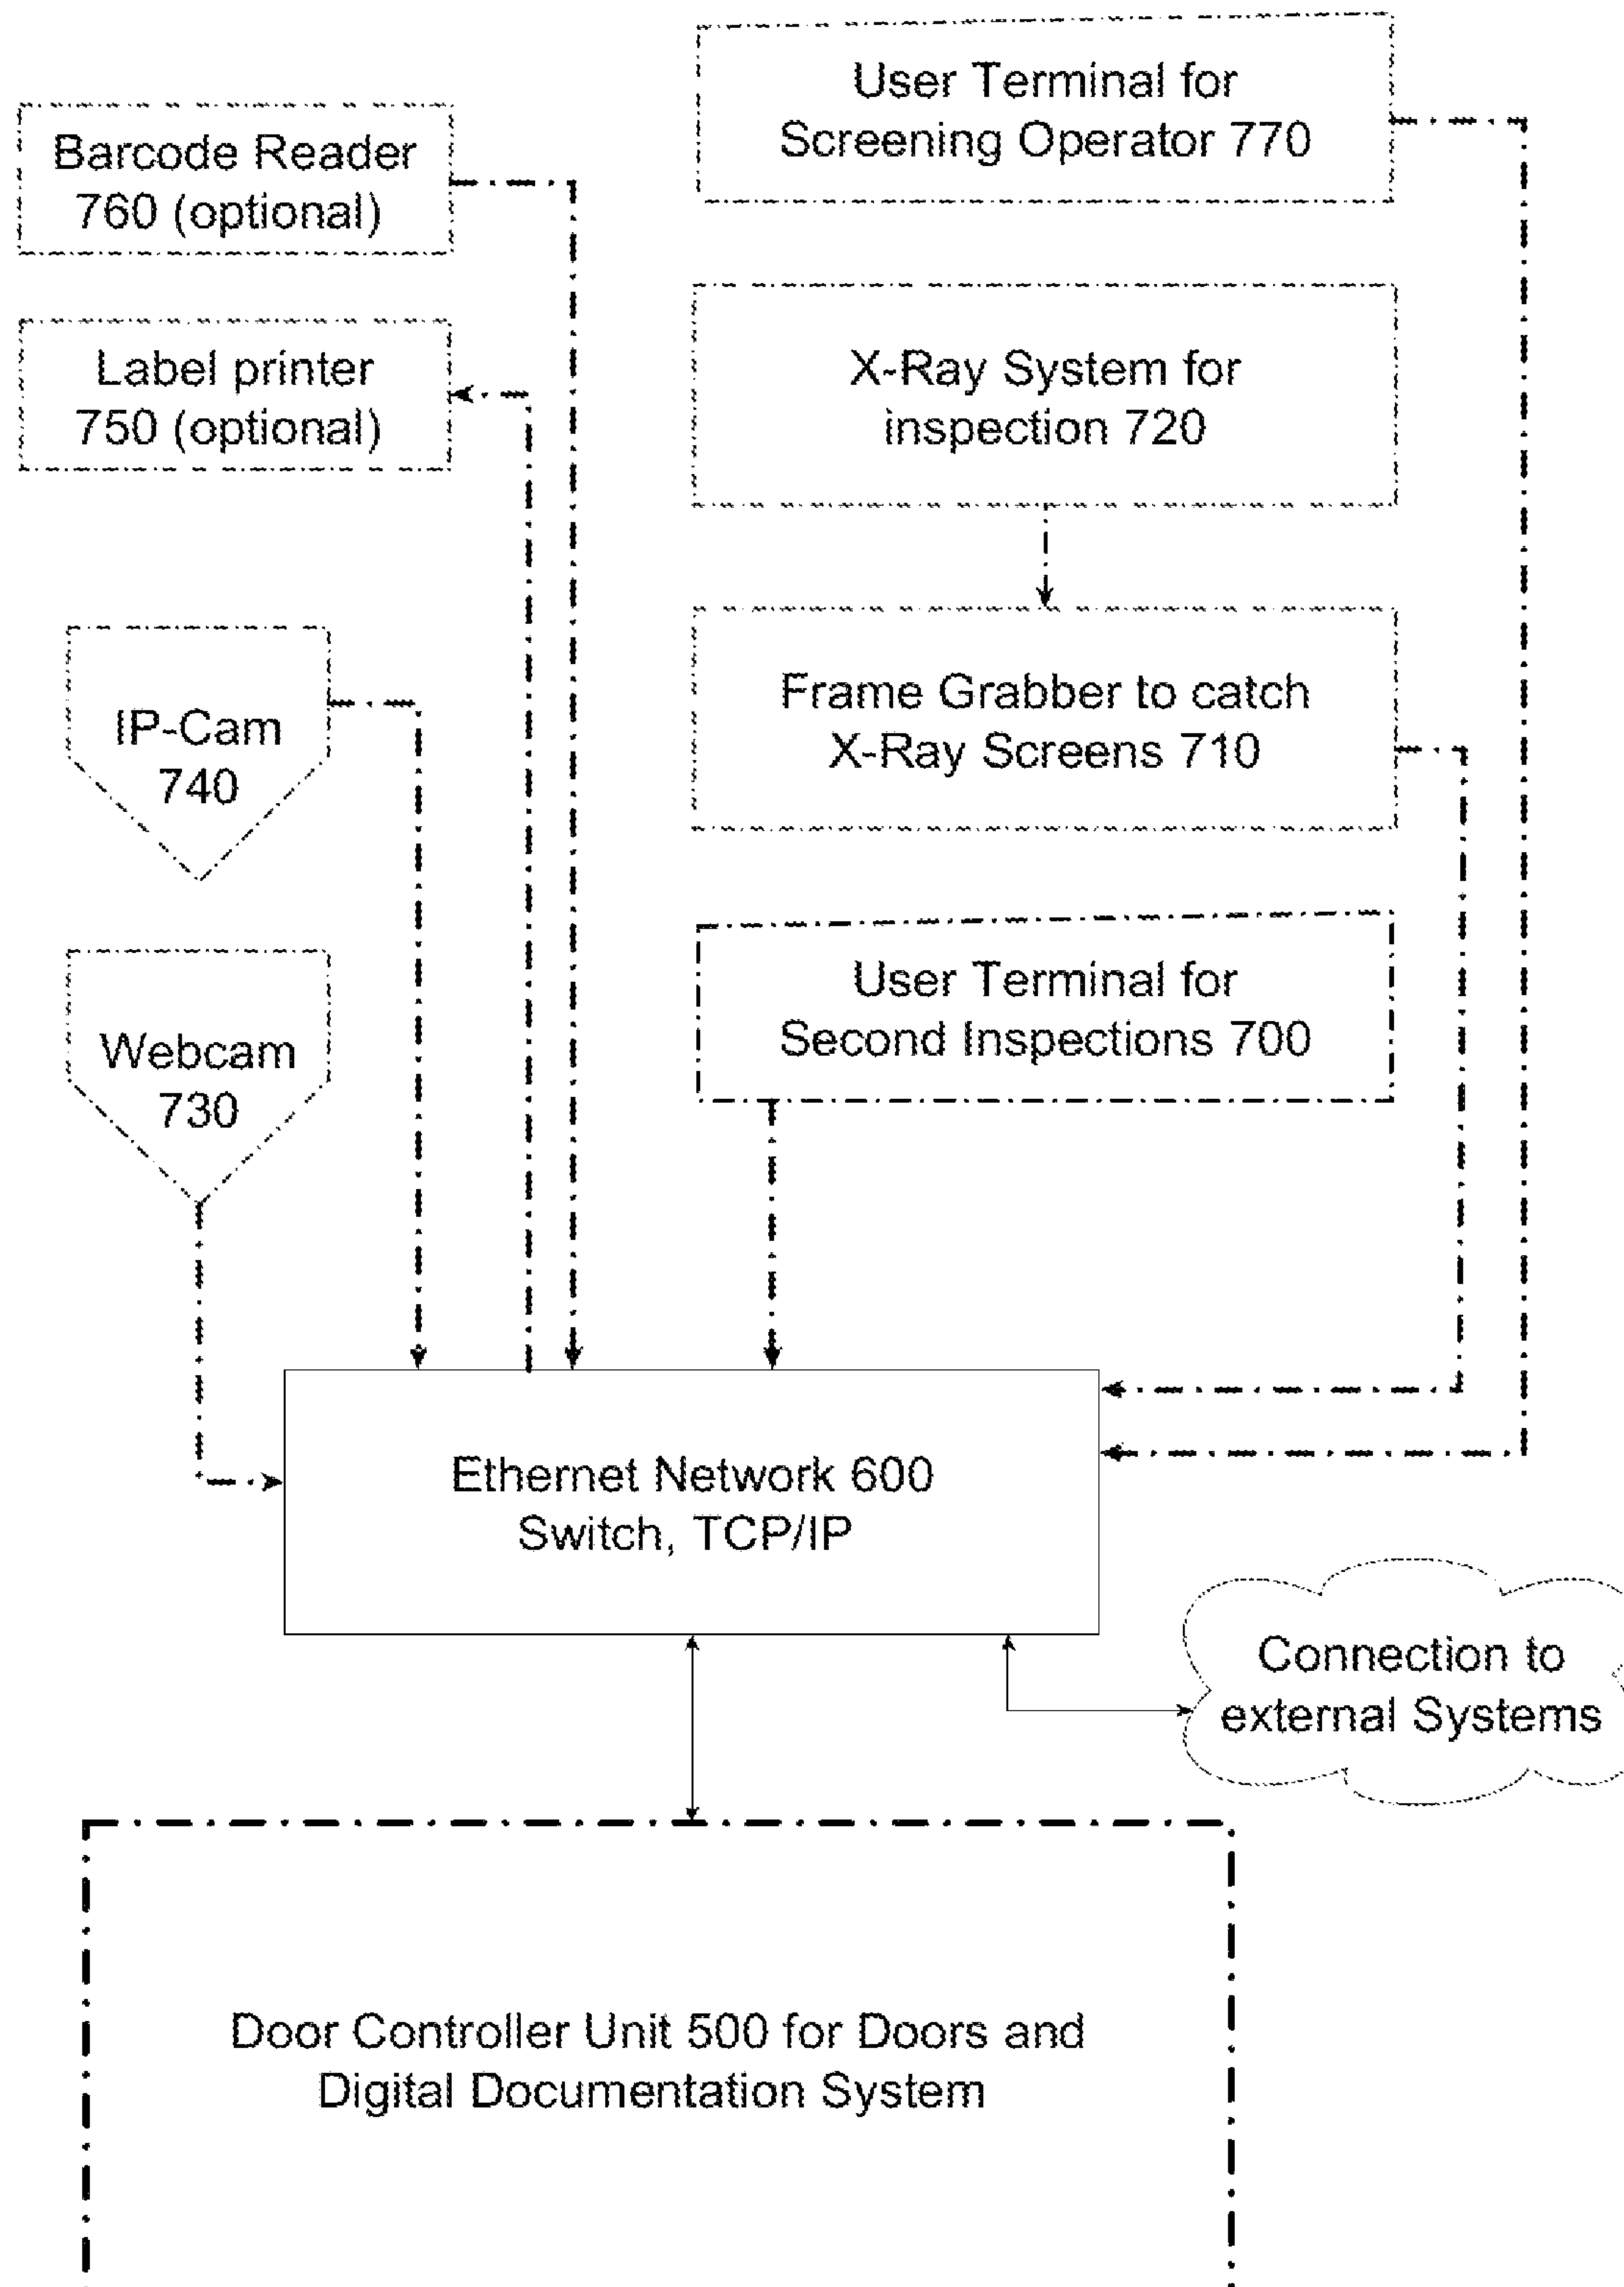 User Terminal for
Screening Operator 770
Barcode Reader
760 (optional)
Label printer
750 (optional)
X-Ray System for
inspection 720
IP-Cam
740
Frame Grabber to catch
X-Ray Screens 710
Webcam
730
User Terminal for
Second Inspections 700
Ethernet Network 600
Switch, TCP/IP
Connection to
external Systems
Door Controller Unit 500 for Doors and
Digital Documentation System